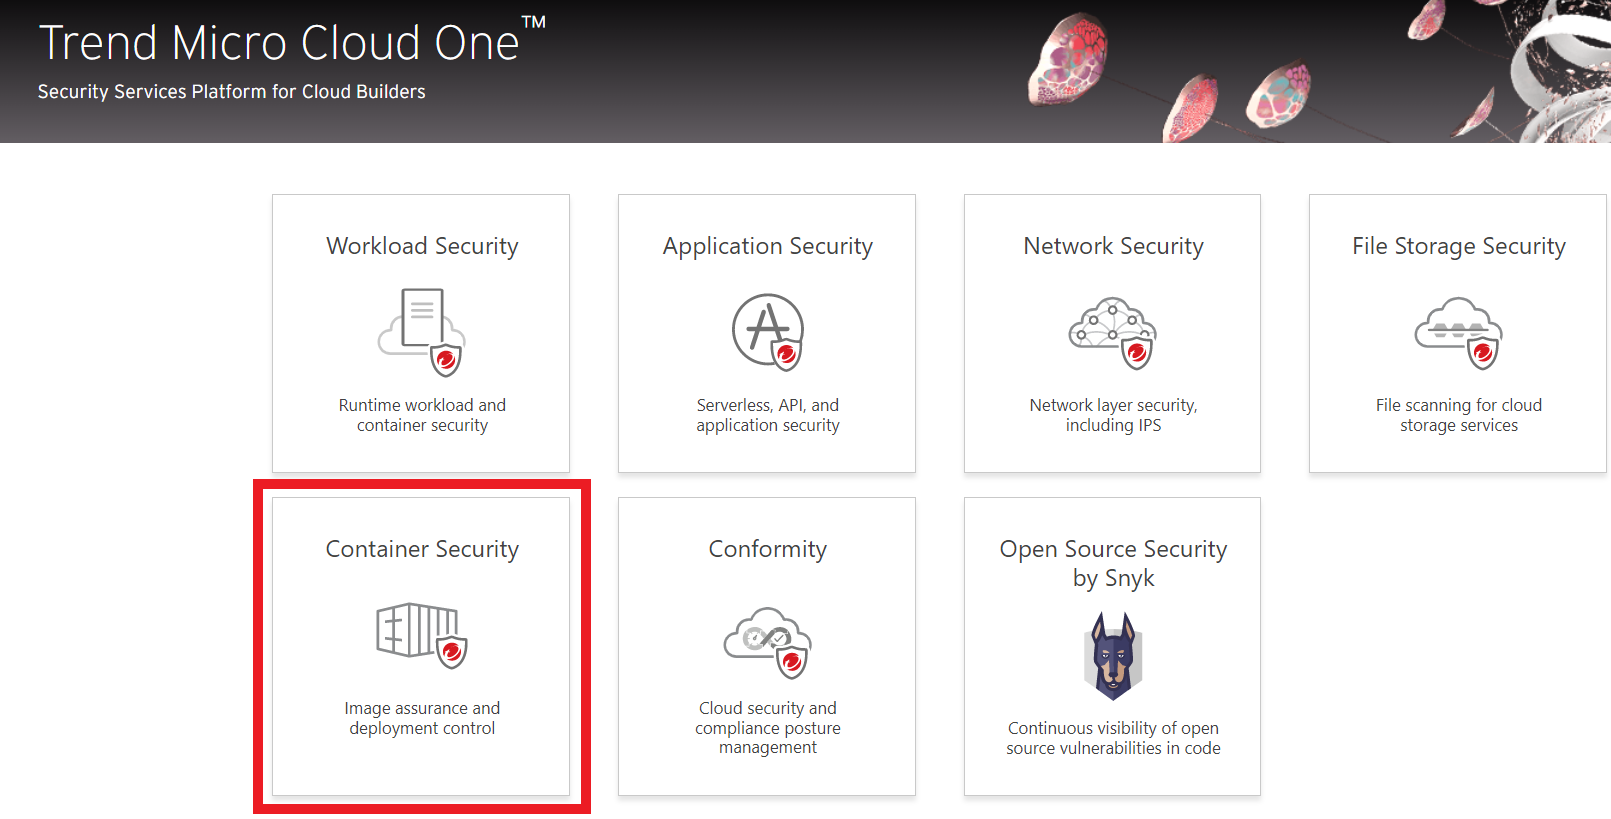 Trend Micro Cloud One™
Security Services Platform for Cloud Builders
Workload Security
Runtime workload and
container security
Application Security
Serverless, API, and
application security
Network Security
Network layer security,
including IPS
File Storage Security
File scanning for cloud
storage services
Container Security
Image assurance and
deployment control
Conformity
Cloud security and
compliance posture
management
Open Source Security
by Snyk
Continuous visibility of open
source vulnerabilities in code